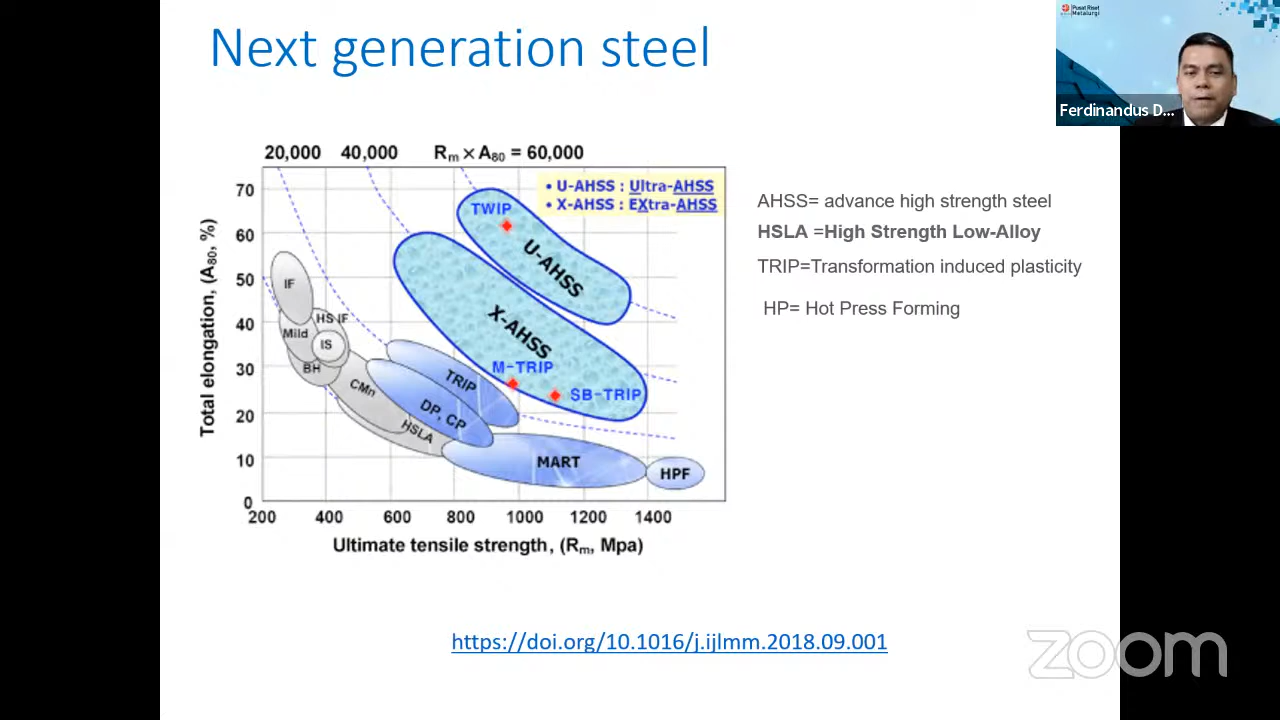 Next generation steel
Pusat Riset
Metalurgi
Ferdinandus D...
20,000 40,000 Rm × A80 = 60,000
• U-AHSS : Ultra-AHSS
• X-AHSS : EXtra-AHSS
70
60
50
40
30
20
10
0
Total elongation, (A80, %)
TWIP
U-AHSS
X-AHSS
M-TRIP
SB-TRIP
IF
HS IF
Mild
IS
BH
CMn
TRIP
DP, CP
HSLA
MART
HPF
200 400 600 800 1000 1200 1400
Ultimate tensile strength, (Rm, Mpa)
AHSS= advance high strength steel
HSLA =High Strength Low-Alloy
TRIP=Transformation induced plasticity
HP= Hot Press Forming
https://doi.org/10.1016/j.ijlmm.2018.09.001
zoom